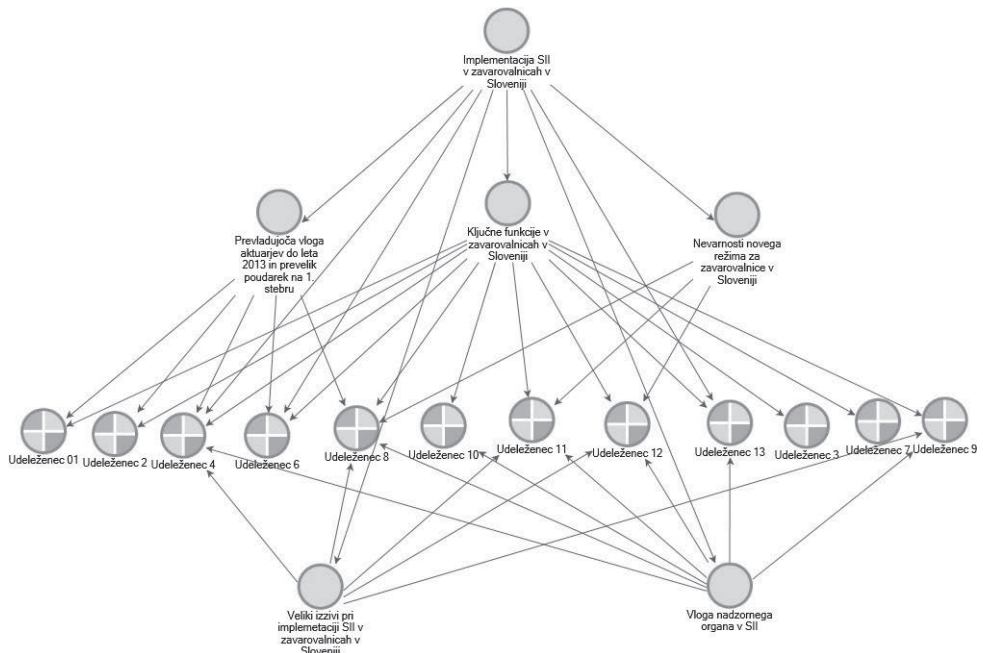 Implementacija SII
v zavarovalnicah v
Sloveniji
Prevladujoča vloga
aktuarjev do leta
2013 in prevelik
poudarek na 1.
stebru
Ključne funkcije v
zavarovalnicah v
Sloveniji
Nevarnosti novega
režima za
zavarovalnice v
Sloveniji
Udeleženec 01
Udeleženec 2
Udeleženec 4
Udeleženec 6
Udeleženec 8
Udeleženec 10
Udeleženec 11
Udeleženec 12
Udeleženec 13
Udeleženec 3
Udeleženec 7
Udeleženec 9
Veliki izzivi pri
implemetaciji SII v
zavarovalnicah v
Sloveniji
Vloga nadzornega
organa v SII